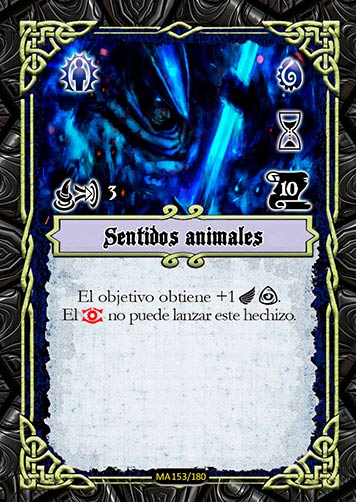 3
10
Sentidos animales
El objetivo obtiene +1 .
El no puede lanzar este hechizo.
MA153/180